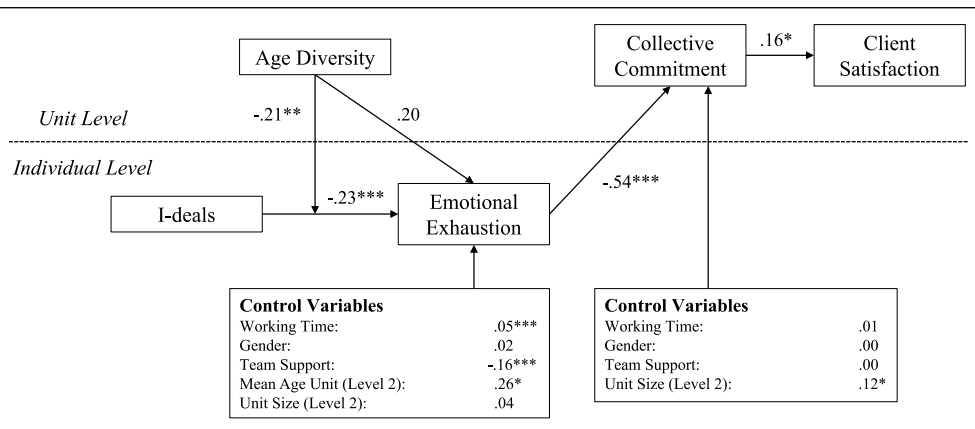 Age Diversity
Collective
Commitment
.16*
Client
Satisfaction
Unit Level
-.21**
.20
Individual Level
I-deals
-.23***
Emotional
Exhaustion
-.54***
Control Variables
Working Time: .05***
Gender: .02
Team Support: -.16***
Mean Age Unit (Level 2): .26*
Unit Size (Level 2): .04
Control Variables
Working Time: .01
Gender: .00
Team Support: .00
Unit Size (Level 2): .12*